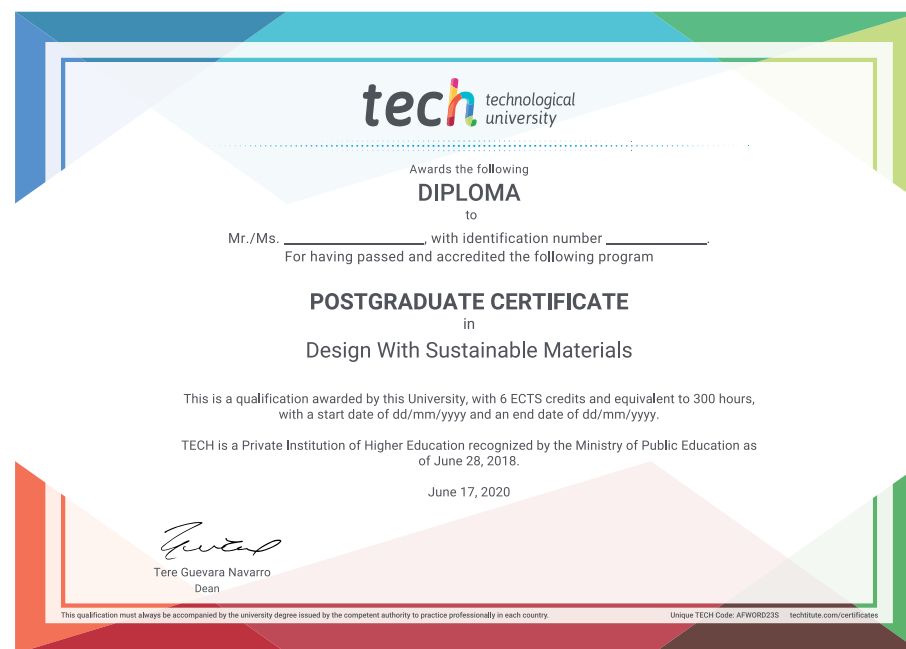 tech technological
university
Awards the following
DIPLOMA
to
Mr./Ms. ____________________, with identification number ______________.
For having passed and accredited the following program
POSTGRADUATE CERTIFICATE
in
Design With Sustainable Materials
This is a qualification awarded by this University, with 6 ECTS credits and equivalent to 300 hours,
with a start date of dd/mm/yyyy and an end date of dd/mm/yyyy.
TECH is a Private Institution of Higher Education recognized by the Ministry of Public Education as
of June 28, 2018.
June 17, 2020
Tere Guevara Navarro
Dean
This qualification must always be accompanied by the university degree issued by the competent authority to practice professionally in each country.
Unique TECH Code: AFWORD23S techtitute.com/certificates